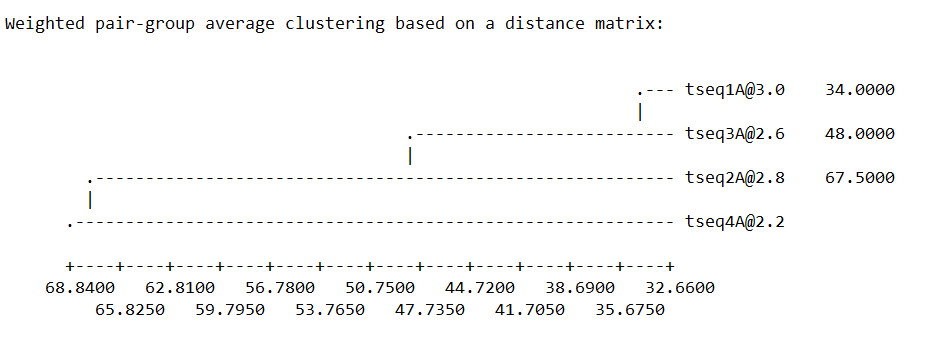 Weighted pair-group average clustering based on a distance matrix:
.--- tseq1A@3.0 34.0000
|
.-------------------------- tseq3A@2.6 48.0000
|
.---------------------------------------------------------- tseq2A@2.8 67.5000
|
.------------------------------------------------------------ tseq4A@2.2
+----+----+----+----+----+----+----+----+----+----+----+----+
68.8400 62.8100 56.7800 50.7500 44.7200 38.6900 32.6600
65.8250 59.7950 53.7650 47.7350 41.7050 35.6750